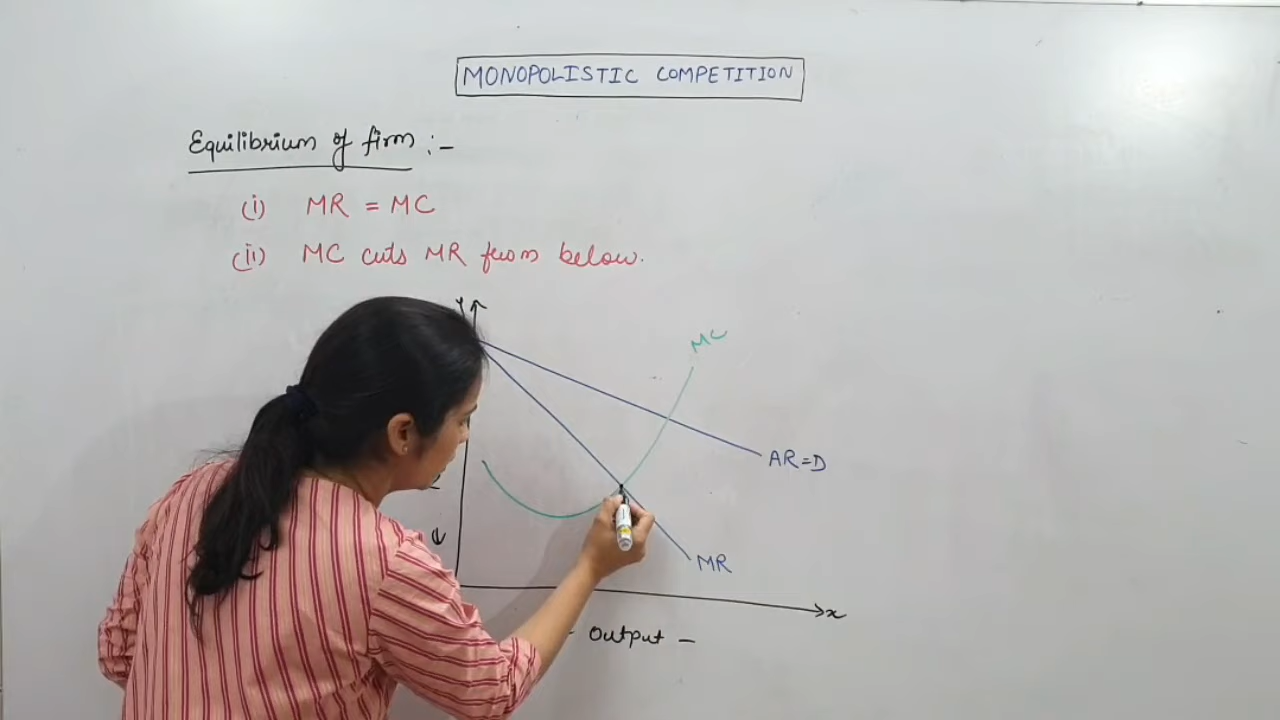 MONOPOLISTIC COMPETITION
Equilibrium of firm :-
(i) MR = MC
(ii) MC cuts MR from below.
Y
MC
AR=D
MR
x
- Output -